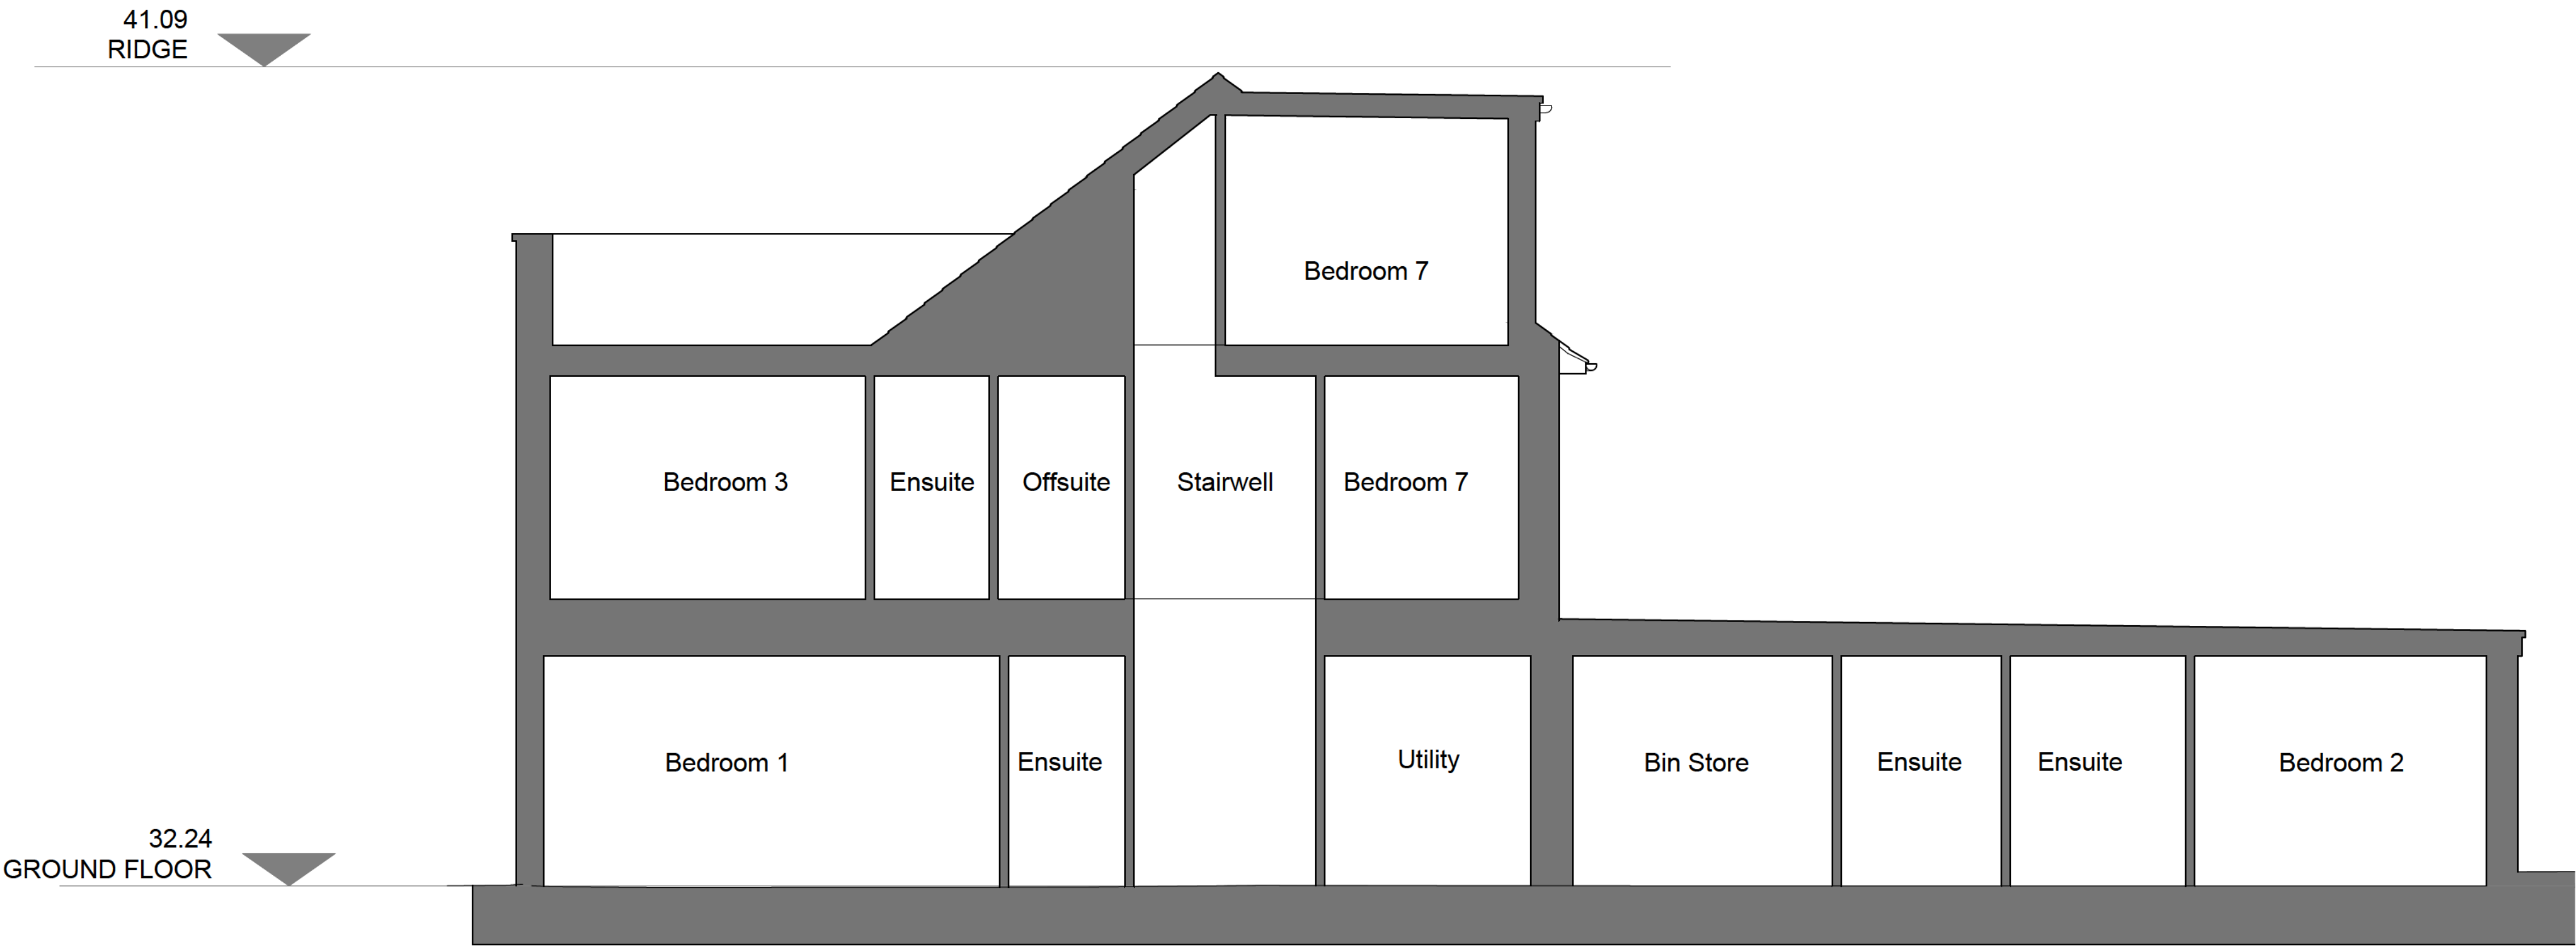 41.09
RIDGE
Bedroom 7
Bedroom 3
Ensuite
Offsuite
Stairwell
Bedroom 7
Bedroom 1
Ensuite
Utility
Bin Store
Ensuite
Ensuite
Bedroom 2
32.24
GROUND FLOOR